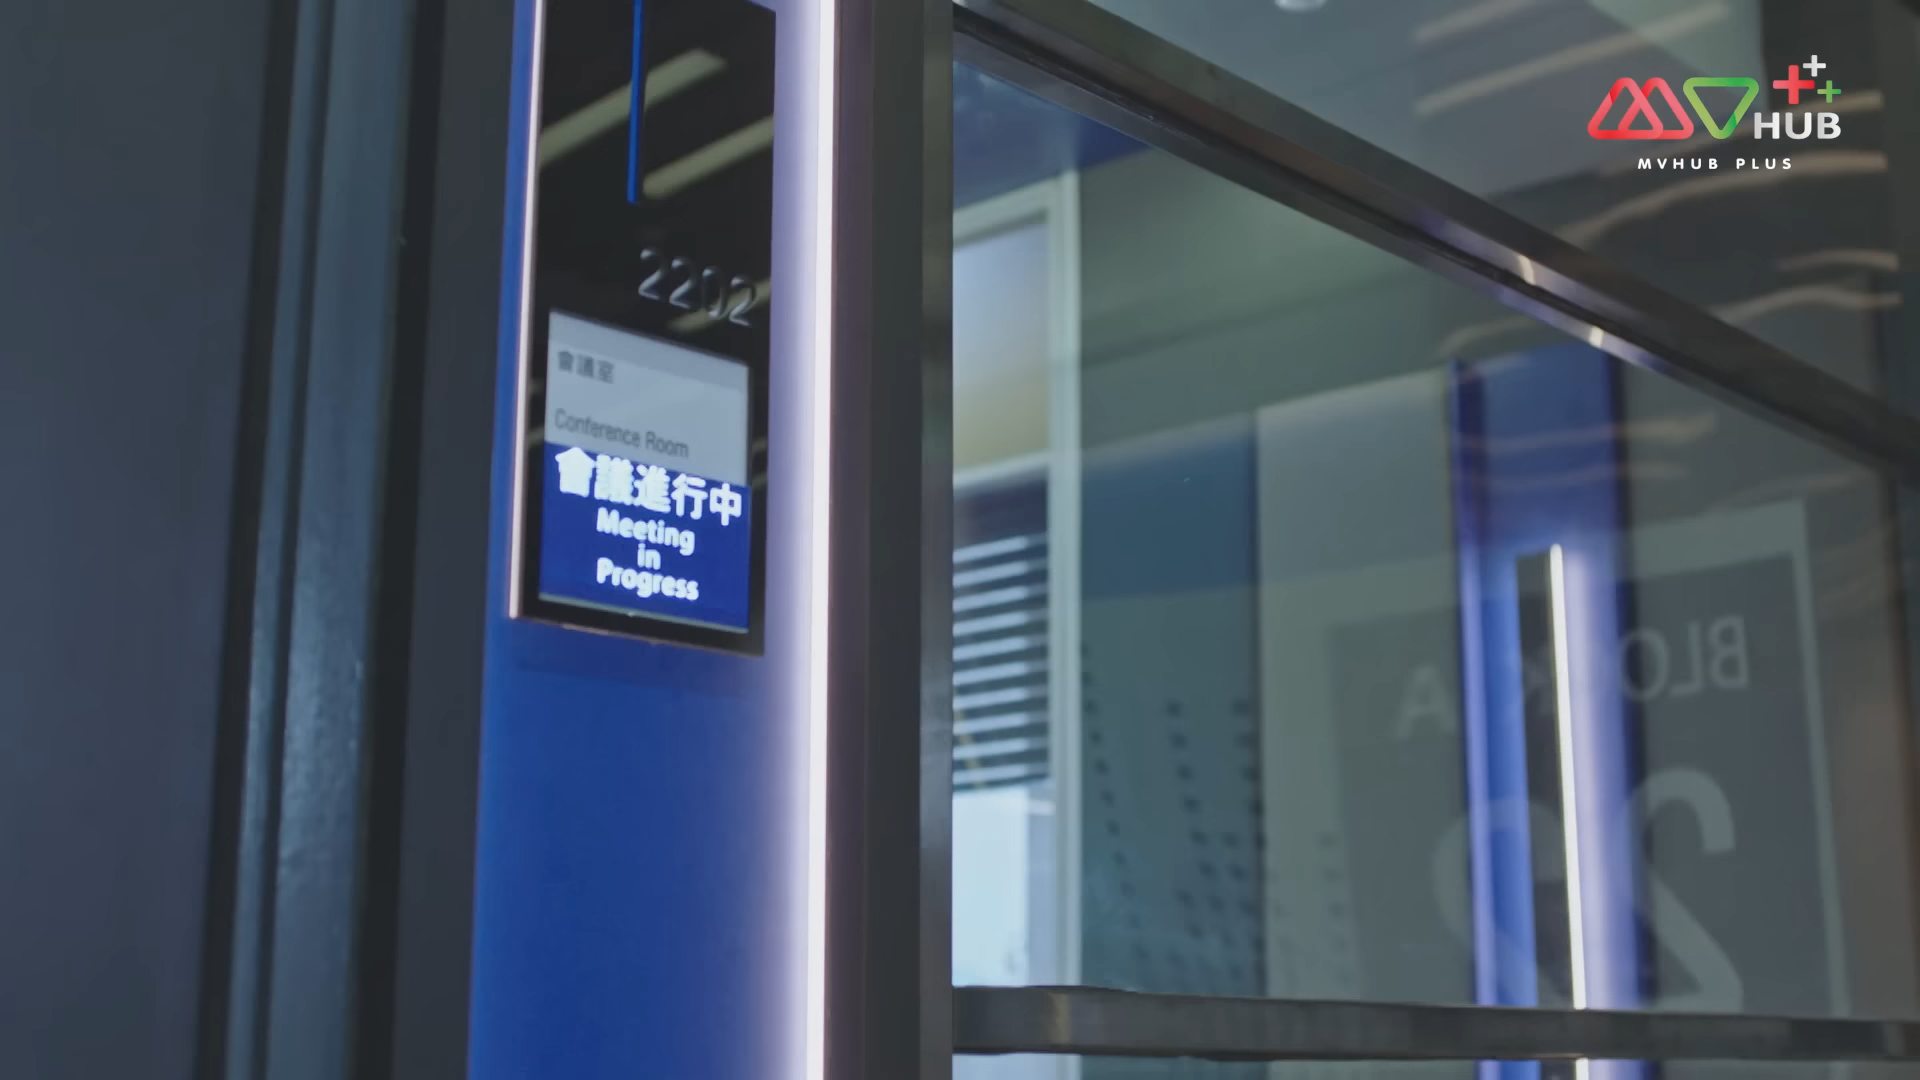 2202
會議室
Conference Room
會議進行中
Meeting
in
Progress
HUB
MVHUB PLUS